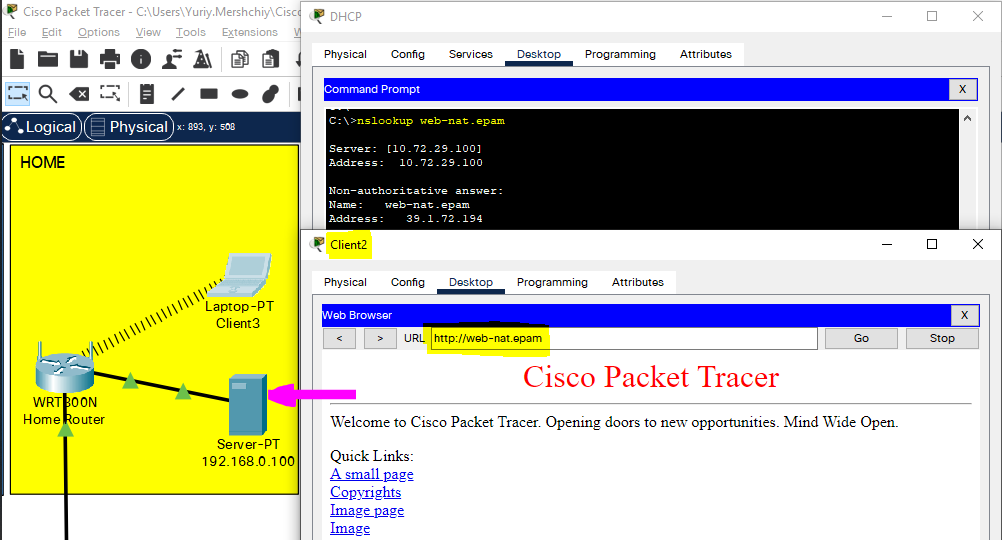 Cisco Packet Tracer - C:\Users\Yuriy.Mershchiy\Cisco
File Edit Options View Tools Extensions
Logical Physical x: 893, y: 508
HOME
Laptop-PT
Client3
WRT300N
Home Router
Server-PT
192.168.0.100
DHCP
Physical Config Services Desktop Programming Attributes
Command Prompt X
C:\>nslookup web-nat.epam
Server: [10.72.29.100]
Address: 10.72.29.100
Non-authoritative answer:
Name: web-nat.epam
Address: 39.1.72.194
Client2
Physical Config Desktop Programming Attributes
Web Browser X
< > URL http://web-nat.epam Go Stop
Cisco Packet Tracer
Welcome to Cisco Packet Tracer. Opening doors to new opportunities. Mind Wide Open.
Quick Links:
A small page
Copyrights
Image page
Image